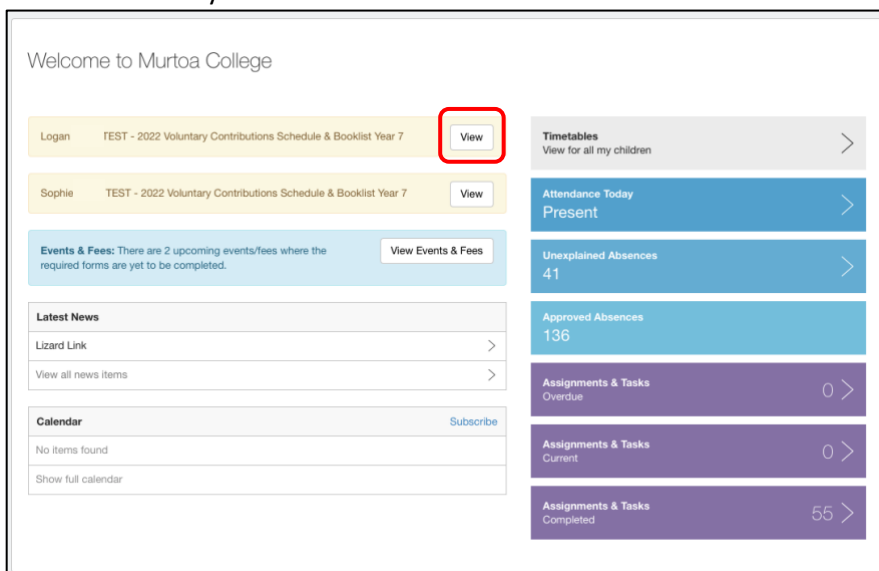 Welcome to Murtoa College
Logan TEST - 2022 Voluntary Contributions Schedule & Booklist Year 7 View
Sophie TEST - 2022 Voluntary Contributions Schedule & Booklist Year 7 View
Events & Fees: There are 2 upcoming events/fees where the
required forms are yet to be completed.
View Events & Fees
Latest News
Lizard Link
View all news items
Calendar Subscribe
No items found
Show full calendar
Timetables
View for all my children
Attendance Today
Present
Unexplained Absences
41
Approved Absences
136
Assignments & Tasks
Overdue
0
Assignments & Tasks
Current
0
Assignments & Tasks
Completed
55